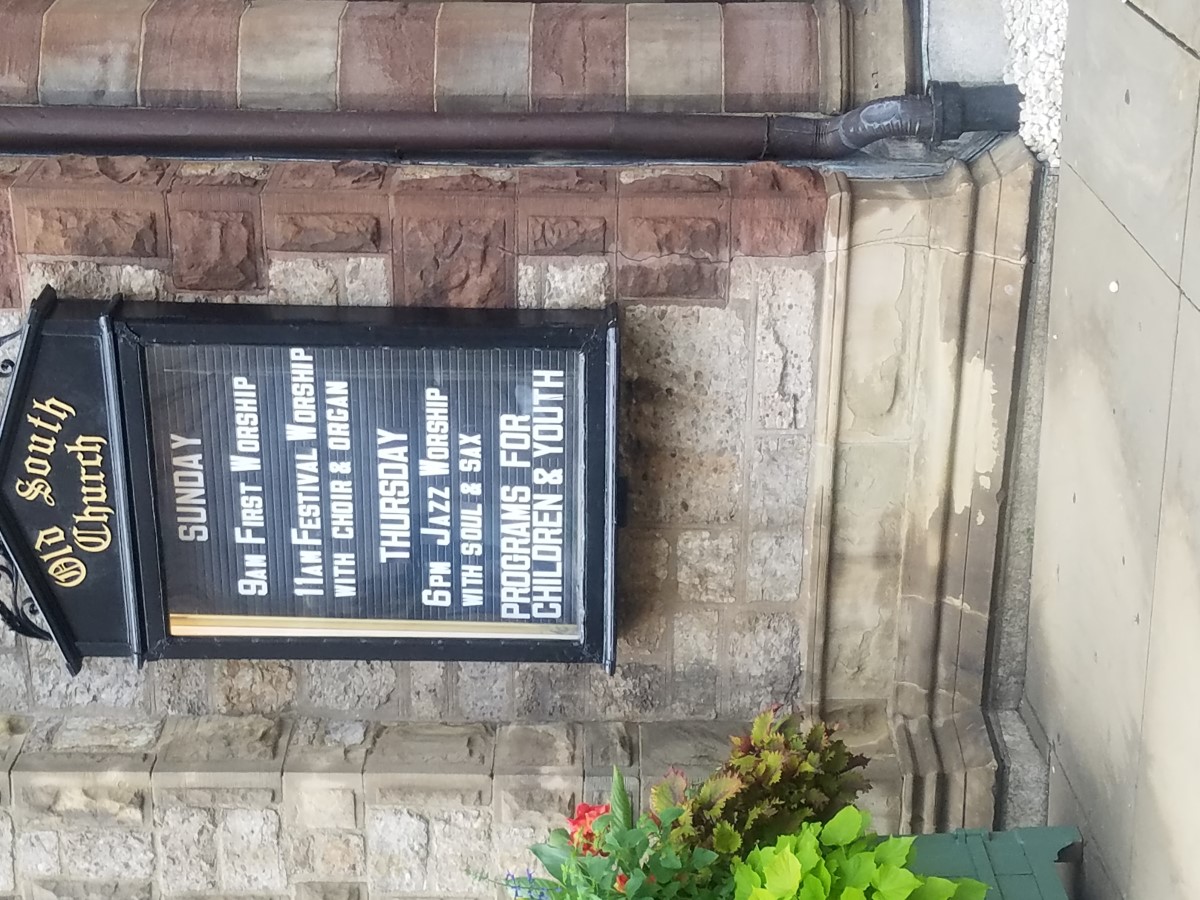 Old South
Church
SUNDAY
9AM FIRST WORSHIP
11AM FESTIVAL WORSHIP
WITH CHOIR & ORGAN
THURSDAY
6PM JAZZ WORSHIP
WITH SOUL & SAX
PROGRAMS FOR
CHILDREN & YOUTH